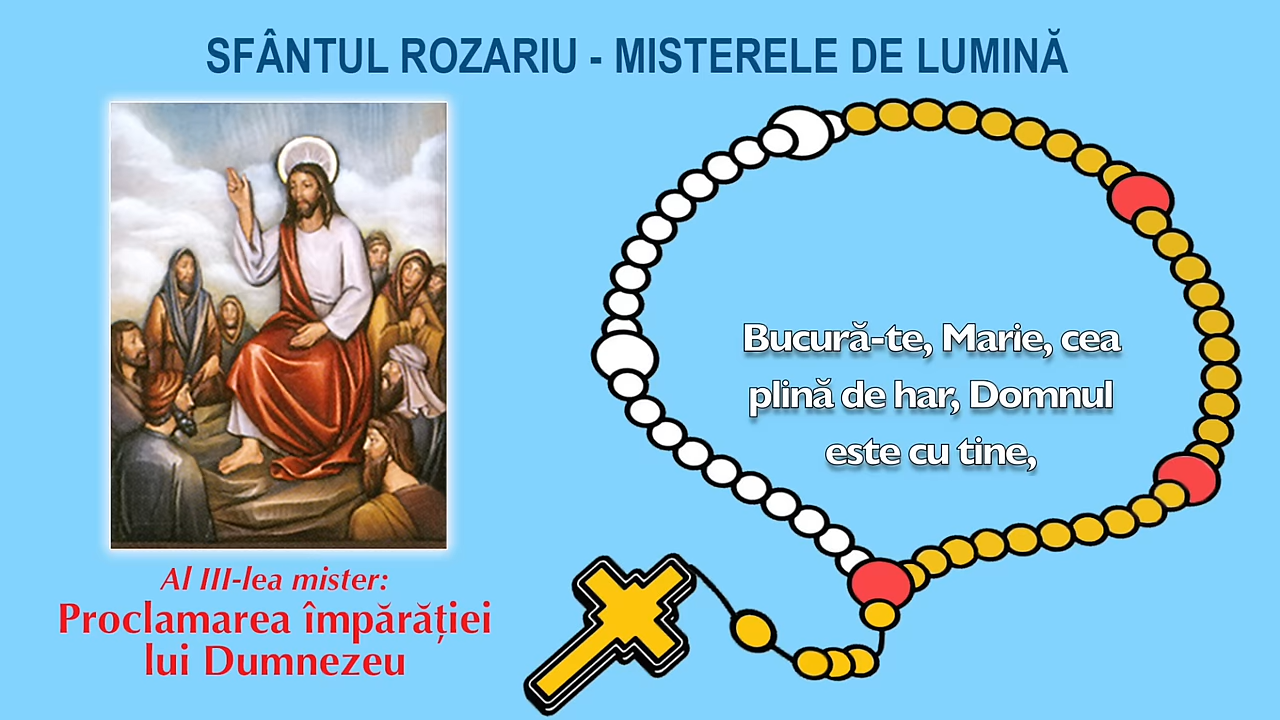 SFÂNTUL ROZARIU - MISTERELE DE LUMINĂ
Al III-lea mister:
Proclamarea împărăției
lui Dumnezeu
Bucură-te, Marie, cea
plină de har, Domnul
este cu tine,